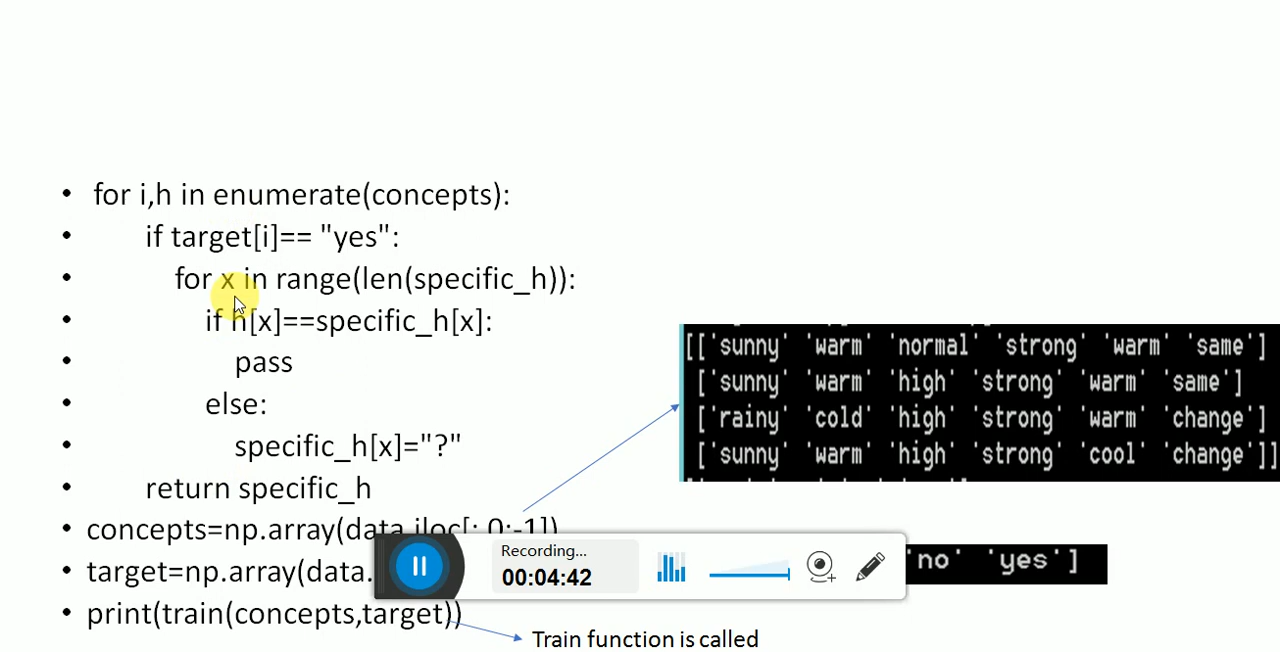 • for i,h in enumerate(concepts):
• if target[i]== "yes":
• for x in range(len(specific_h)):
• if h[x]==specific_h[x]:
• pass
• else:
• specific_h[x]="?"
• return specific_h
• concepts=np.array(data.iloc[:,0:-1])
• target=np.array(data.
• print(train(concepts,target))
[['sunny' 'warm' 'normal' 'strong' 'warm' 'same']
['sunny' 'warm' 'high' 'strong' 'warm' 'same']
['rainy' 'cold' 'high' 'strong' 'warm' 'change']
['sunny' 'warm' 'high' 'strong' 'cool' 'change']]
Recording...
00:04:42
'no' 'yes']
Train function is called